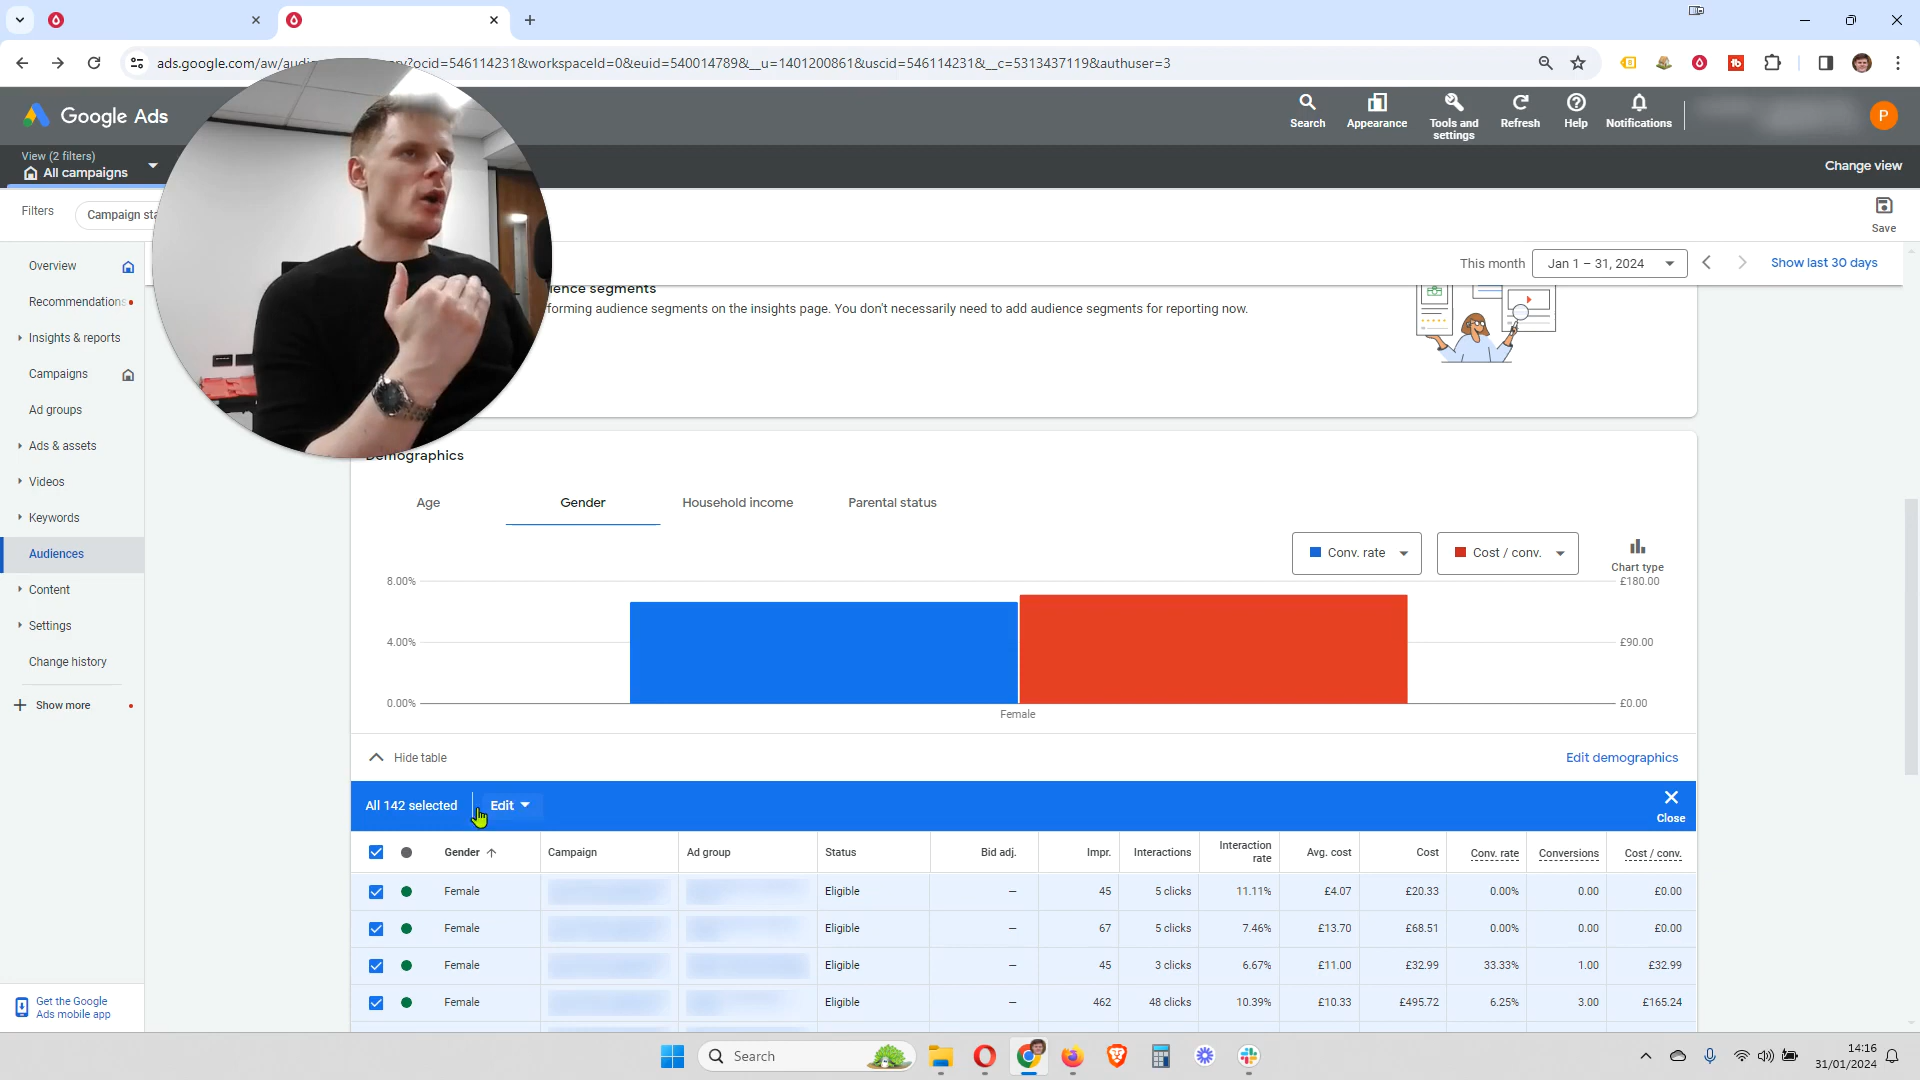 ads.google.com/aw/audi
ry?ocid=546114231&workspaceId=0&euid=540014789&__u=1401200861&uscid=546114231&__c=5313437119&authuser=3
Google Ads
Search
Appearance
Tools and
settings
Refresh
Help
Notifications
P
View (2 filters)
All campaigns
Change view
Filters
Campaign sta
Save
This month
Jan 1 – 31, 2024
Show last 30 days
Overview
Recommendations
Insights & reports
Campaigns
Ad groups
Ads & assets
Videos
Keywords
Audiences
Content
Settings
Change history
Show more
Get the Google
Ads mobile app
ience segments
forming audience segments on the insights page. You don't necessarily need to add audience segments for reporting now.
Demographics
Age Gender Household income Parental status
Conv. rate
Cost / conv.
Chart type
8.00% £180.00
4.00% £90.00
0.00% £0.00
Female
Hide table
Edit demographics
All 142 selected
Edit
Close
Gender Campaign Ad group Status Bid adj. Impr. Interactions Interaction rate Avg. cost Cost Conv. rate Conversions Cost / conv.
Female Eligible — 45 5 clicks 11.11% £4.07 £20.33 0.00% 0.00 £0.00
Female Eligible — 67 5 clicks 7.46% £13.70 £68.51 0.00% 0.00 £0.00
Female Eligible — 45 3 clicks 6.67% £11.00 £32.99 33.33% 1.00 £32.99
Female Eligible — 462 48 clicks 10.39% £10.33 £495.72 6.25% 3.00 £165.24
Search
14:16
31/01/2024